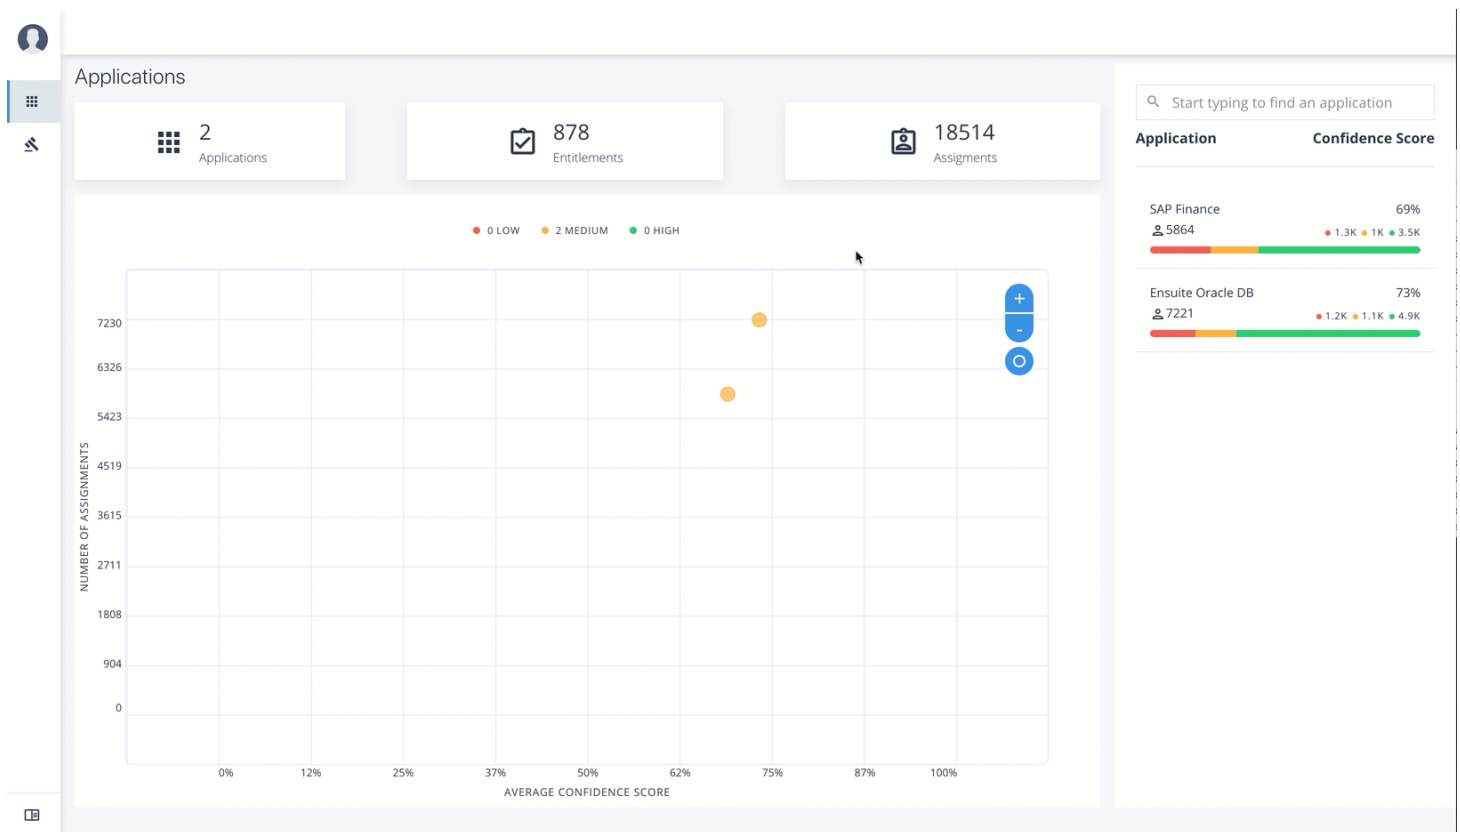 Applications
2
Applications
878
Entitlements
18514
Assigments
0 LOW 2 MEDIUM 0 HIGH
7230
6326
5423
4519
3615
2711
1808
904
0
NUMBER OF ASSIGNMENTS
0% 12% 25% 37% 50% 62% 75% 87% 100%
AVERAGE CONFIDENCE SCORE
+
-
Start typing to find an application
Application Confidence Score
SAP Finance 69%
5864 1.3K 1K 3.5K
Ensuite Oracle DB 73%
7221 1.2K 1.1K 4.9K